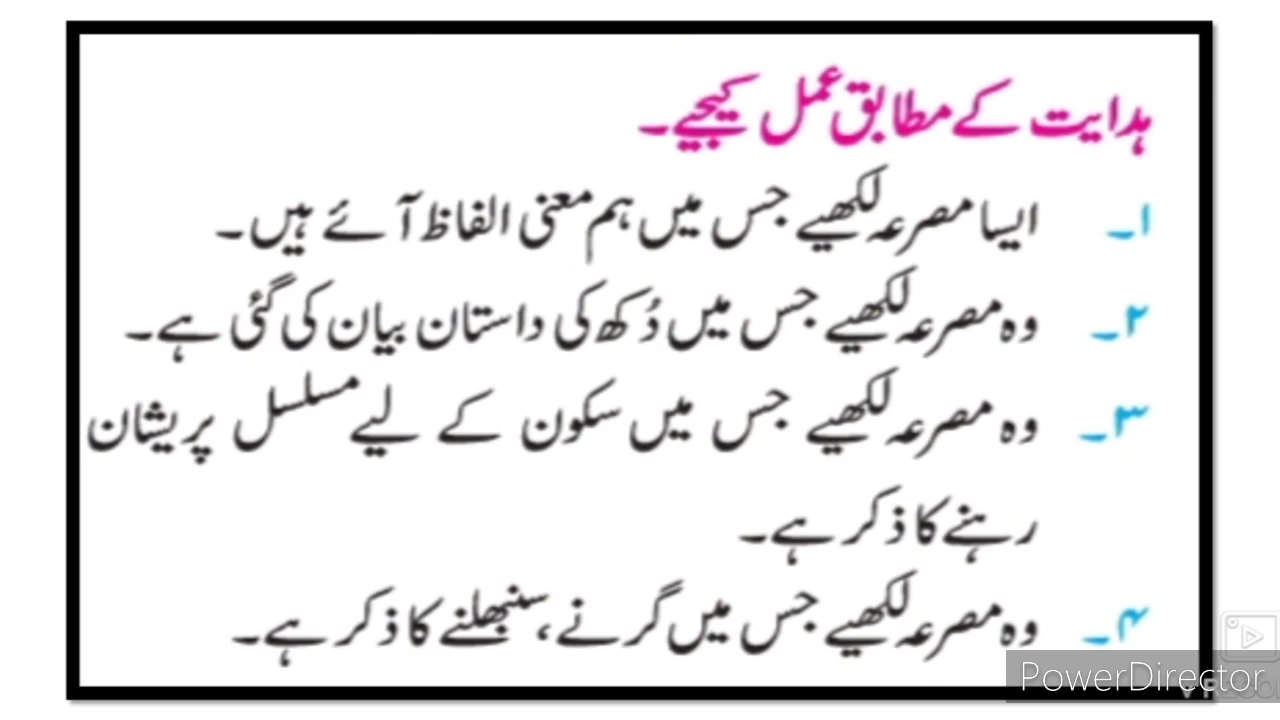 ہدایت کے مطابق عمل کیجیے۔
۱۔ ایسا مصرعہ لکھیے جس میں ہم معنی الفاظ آئے ہیں۔
۲۔ وہ مصرعہ لکھیے جس میں دُکھ کی داستان بیان کی گئی ہے۔
۳۔ وہ مصرعہ لکھیے جس میں سکون کے لیے مسلسل پریشان
رہنے کا ذکر ہے۔
۴۔ وہ مصرعہ لکھیے جس میں گرنے، سنبھلنے کا ذکر ہے۔
PowerDirector